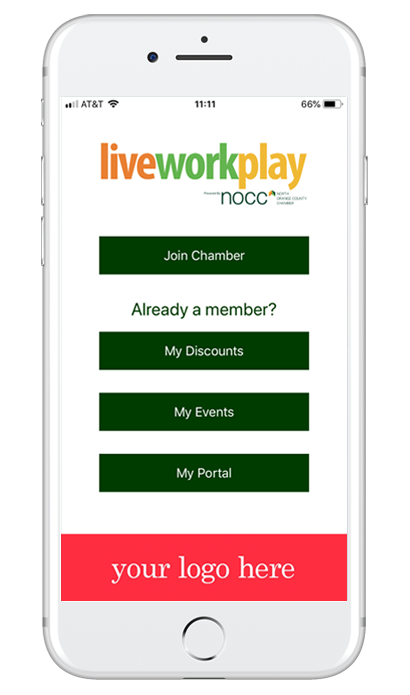 AT&T 11:11 66%
liveworkplay
Powered By nocc NORTH
ORANGE COUNTY
CHAMBER
Join Chamber
Already a member?
My Discounts
My Events
My Portal
your logo here